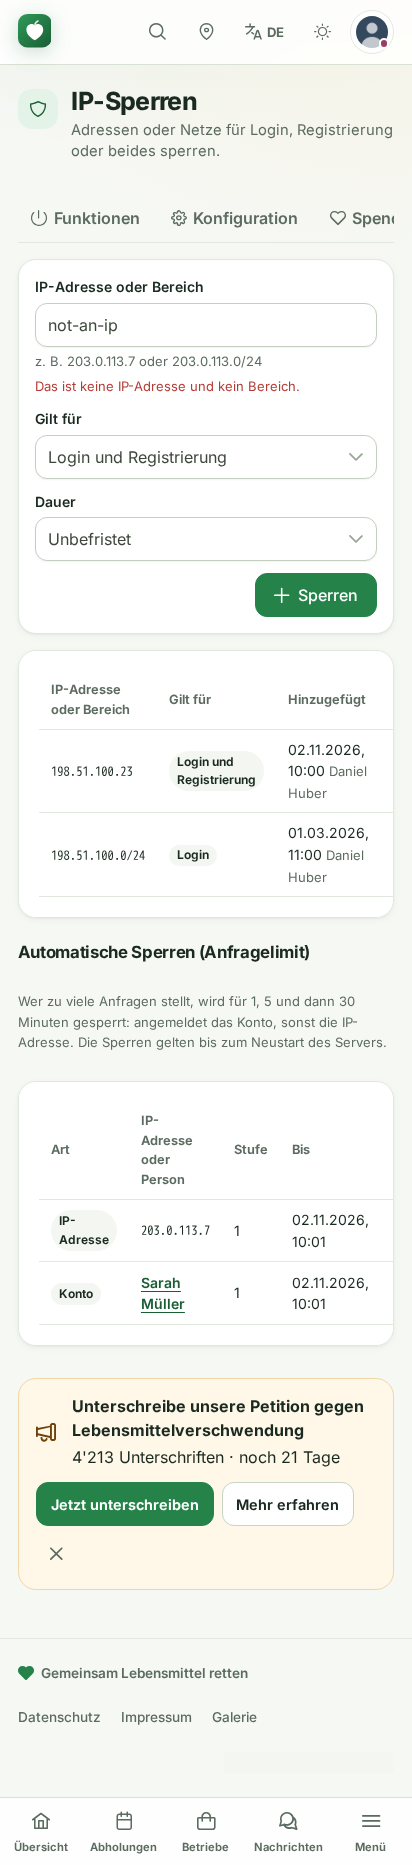 DE
IP-Sperren
Adressen oder Netze für Login, Registrierung
oder beides sperren.
Funktionen
Konfiguration
Spend
IP-Adresse oder Bereich
not-an-ip
z. B. 203.0.113.7 oder 203.0.113.0/24
Das ist keine IP-Adresse und kein Bereich.
Gilt für
Login und Registrierung
Dauer
Unbefristet
Sperren
IP-Adresse
oder Bereich
Gilt für
Hinzugefügt
198.51.100.23
Login und
Registrierung
02.11.2026,
10:00 Daniel
Huber
198.51.100.0/24
Login
01.03.2026,
11:00 Daniel
Huber
Automatische Sperren (Anfragelimit)
Wer zu viele Anfragen stellt, wird für 1, 5 und dann 30
Minuten gesperrt: angemeldet das Konto, sonst die IP-
Adresse. Die Sperren gelten bis zum Neustart des Servers.
Art
IP-
Adresse
oder
Person
Stufe
Bis
IP-
Adresse
203.0.113.7
1
02.11.2026,
10:01
Konto
Sarah
Müller
1
02.11.2026,
10:01
Unterschreibe unsere Petition gegen
Lebensmittelverschwendung
4'213 Unterschriften · noch 21 Tage
Jetzt unterschreiben
Mehr erfahren
Gemeinsam Lebensmittel retten
Datenschutz
Impressum
Galerie
Übersicht
Abholungen
Betriebe
Nachrichten
Menü